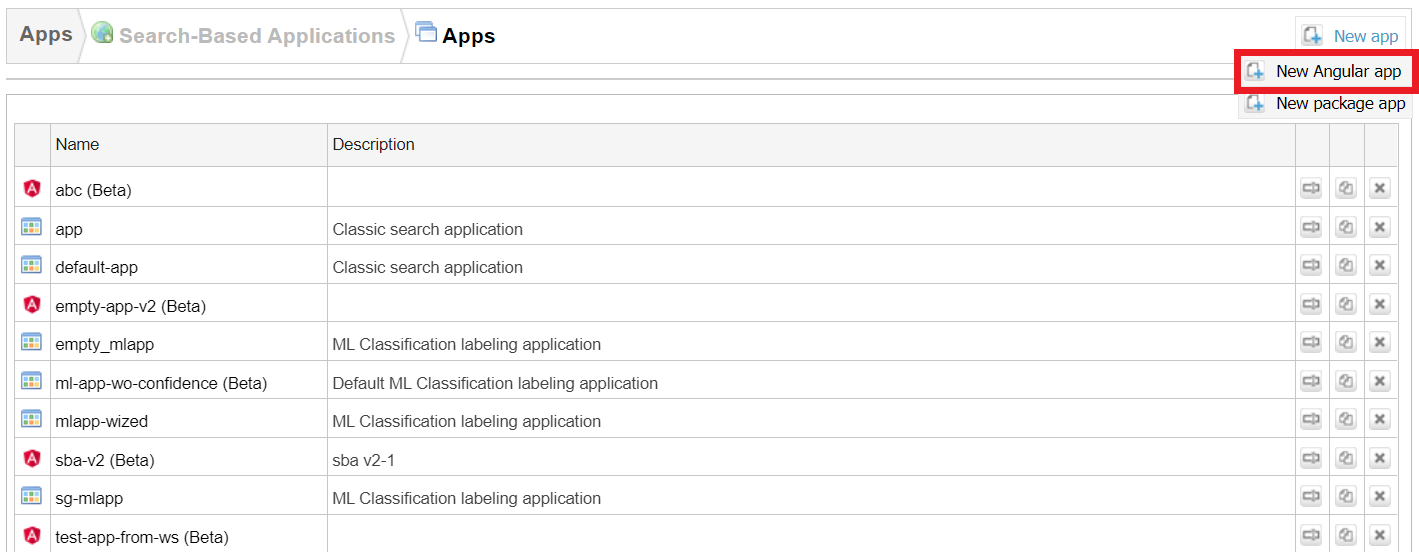 Apps Search-Based Applications Apps New app
New Angular app
New package app
Name Description
abc (Beta)
app Classic search application
default-app Classic search application
empty-app-v2 (Beta)
empty_mlapp ML Classification labeling application
ml-app-wo-confidence (Beta) Default ML Classification labeling application
mlapp-wized ML Classification labeling application
sba-v2 (Beta) sba v2-1
sg-mlapp ML Classification labeling application
test-app-from-ws (Beta)